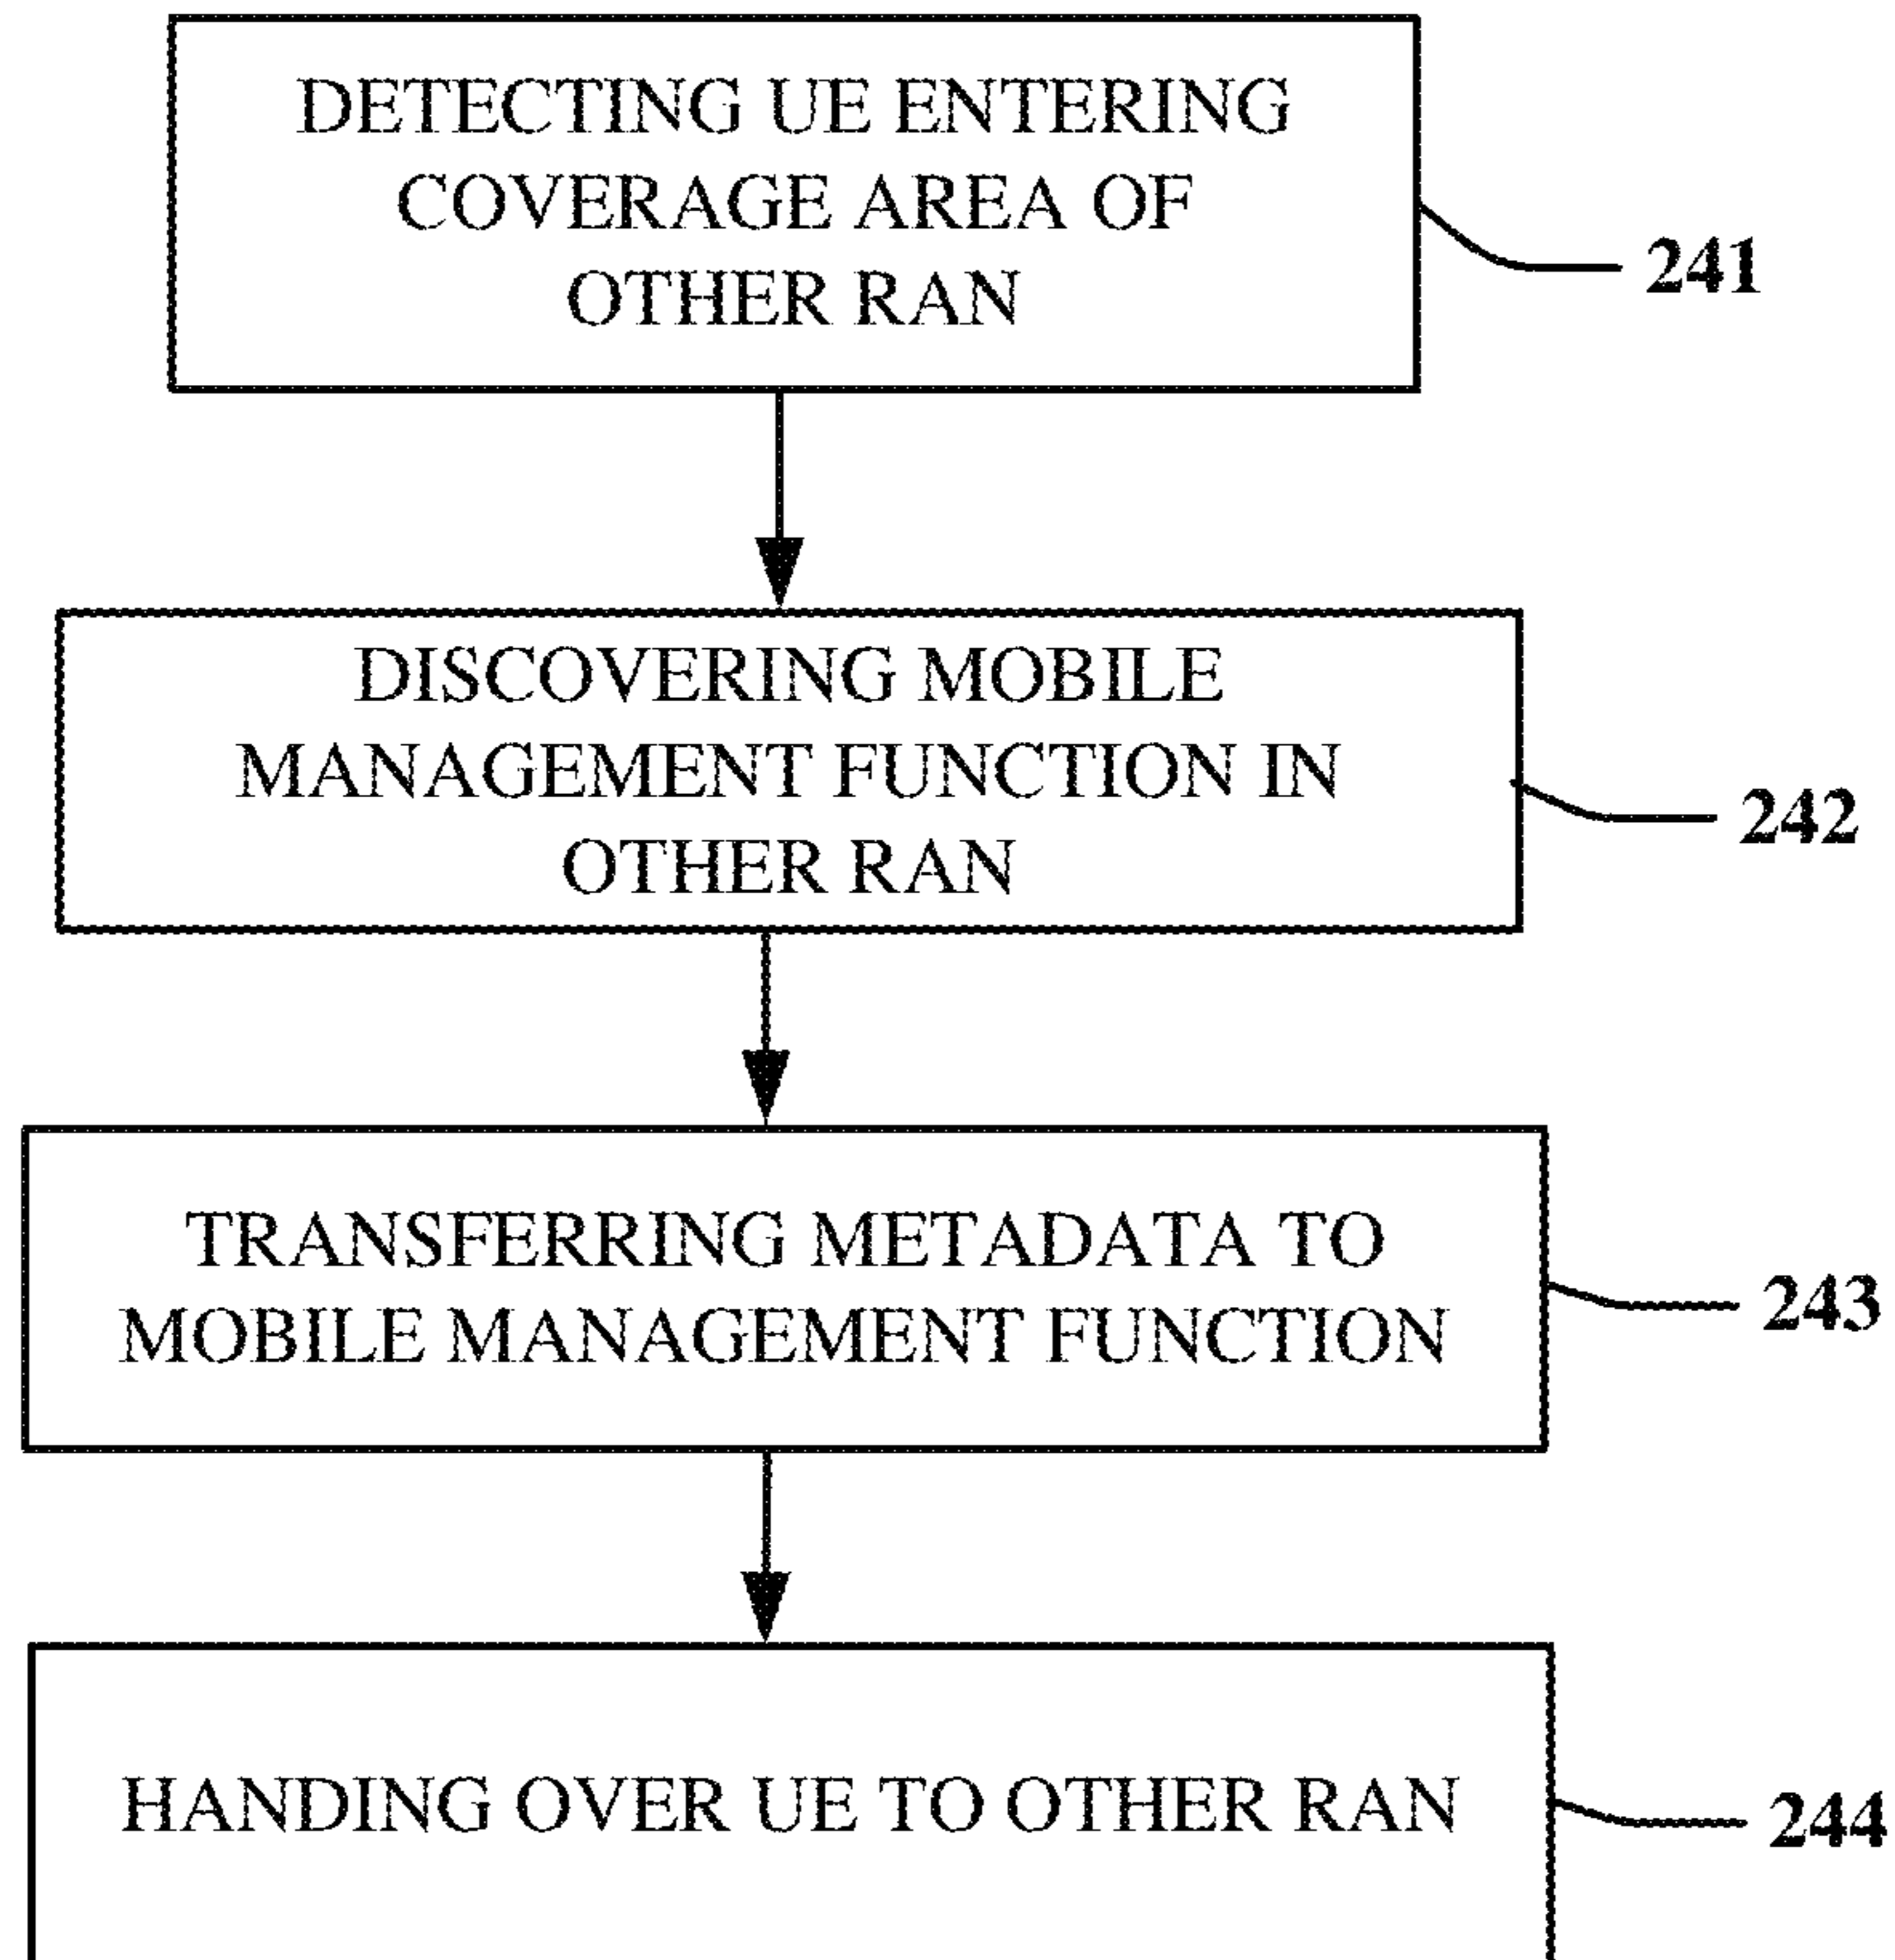 DETECTING UE ENTERING
COVERAGE AREA OF
OTHER RAN
241
DISCOVERING MOBILE
MANAGEMENT FUNCTION IN
OTHER RAN
242
TRANSFERRING METADATA TO
MOBILE MANAGEMENT FUNCTION
243
HANDING OVER UE TO OTHER RAN
244